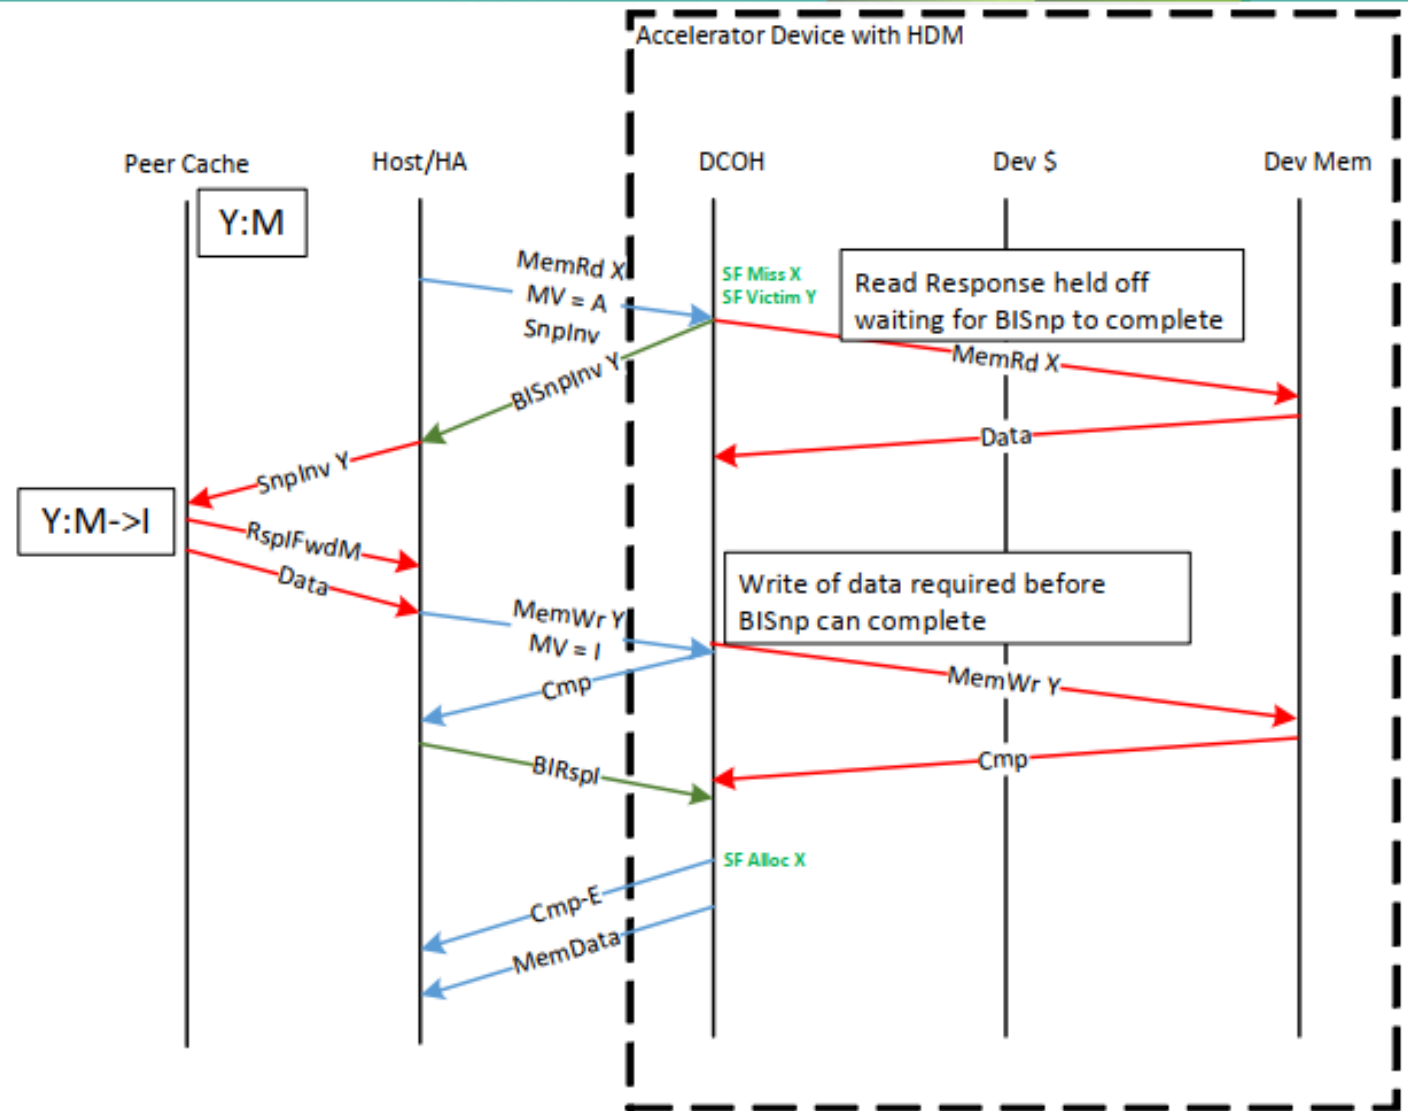 Accelerator Device with HDM
Peer Cache
Host/HA
DCOH
Dev $
Dev Mem
Y:M
MemRd X
MV = A
SnpInv
SF Miss X
SF Victim Y
Read Response held off
waiting for BISnp to complete
MemRd X
BISnpInv Y
Data
SnpInv Y
Y:M->I
RspIFwdM
Data
Write of data required before
BISnp can complete
MemWr Y
MV = I
MemWr Y
Cmp
Cmp
BIRspI
SF Alloc X
Cmp-E
MemData